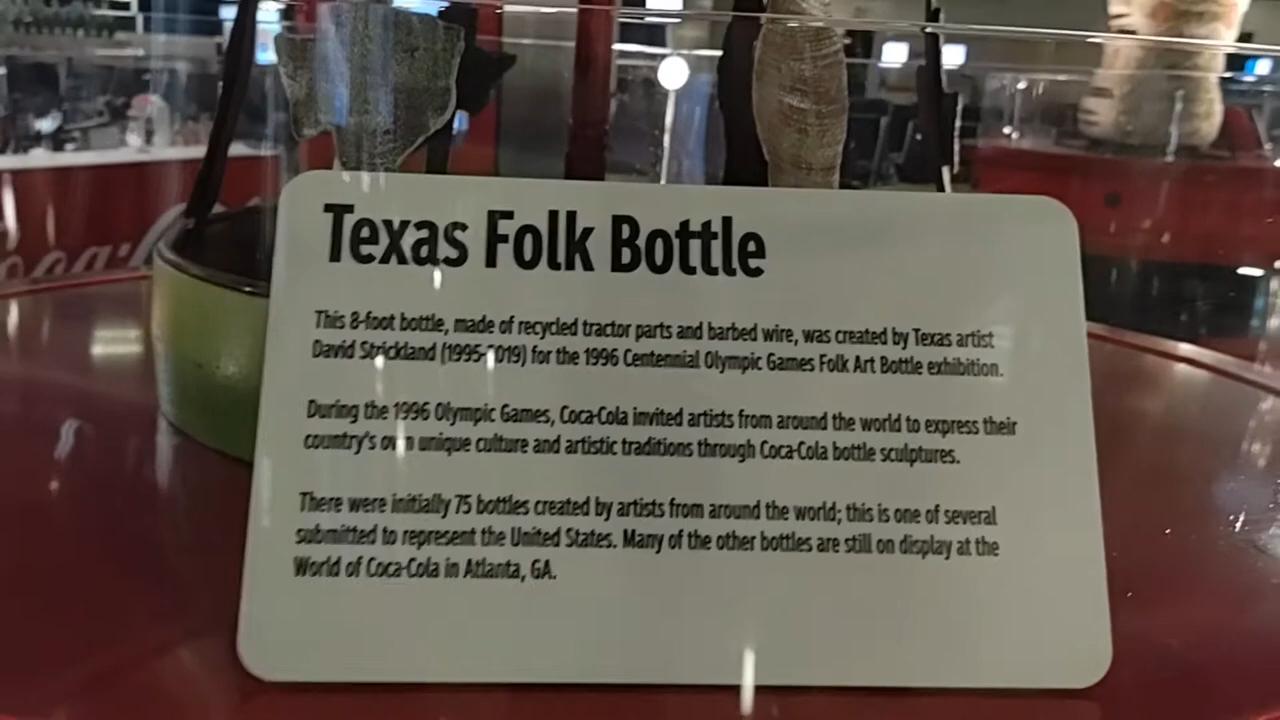 Texas Folk Bottle
This 8-foot bottle, made of recycled tractor parts and barbed wire, was created by Texas artist
David Strickland (1995-2019) for the 1996 Centennial Olympic Games Folk Art Bottle exhibition.
During the 1996 Olympic Games, Coca-Cola invited artists from around the world to express their
country's own unique culture and artistic traditions through Coca-Cola bottle sculptures.
There were initially 75 bottles created by artists from around the world; this is one of several
submitted to represent the United States. Many of the other bottles are still on display at the
World of Coca-Cola in Atlanta, GA.